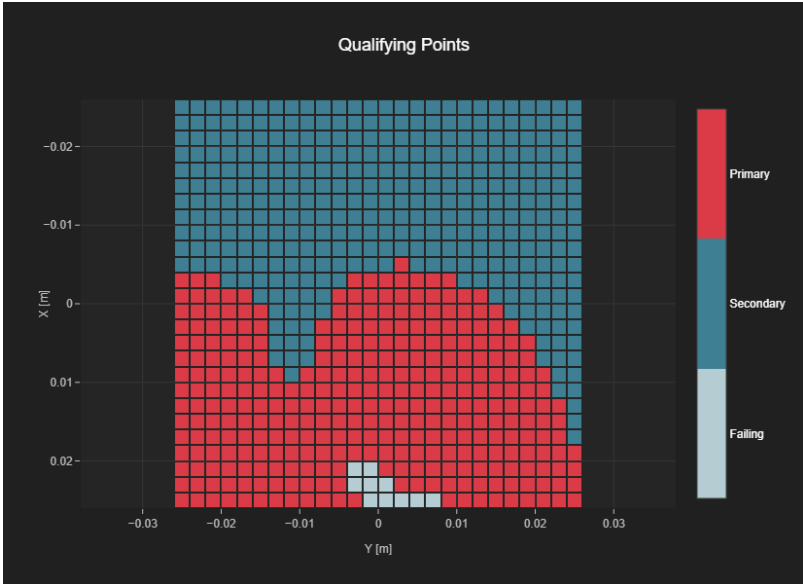 Qualifying Points
−0.02
−0.01
0
0.01
0.02
X [m]
−0.03
−0.02
−0.01
0
0.01
0.02
0.03
Y [m]
Primary
Secondary
Failing